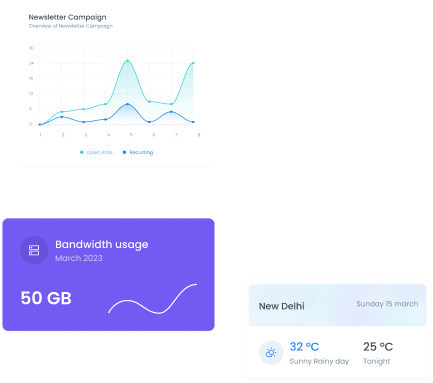 Newsletter Campaign
Overview of Newsletter Campaign
30
24
18
12
6
0
1 2 3 4 5 6 7 8
Open Rate Recurring
Bandwidth usage
March 2023
50 GB
New Delhi
Sunday 15 march
32 ºC
25 ºC
Sunny Rainy day
Tonight